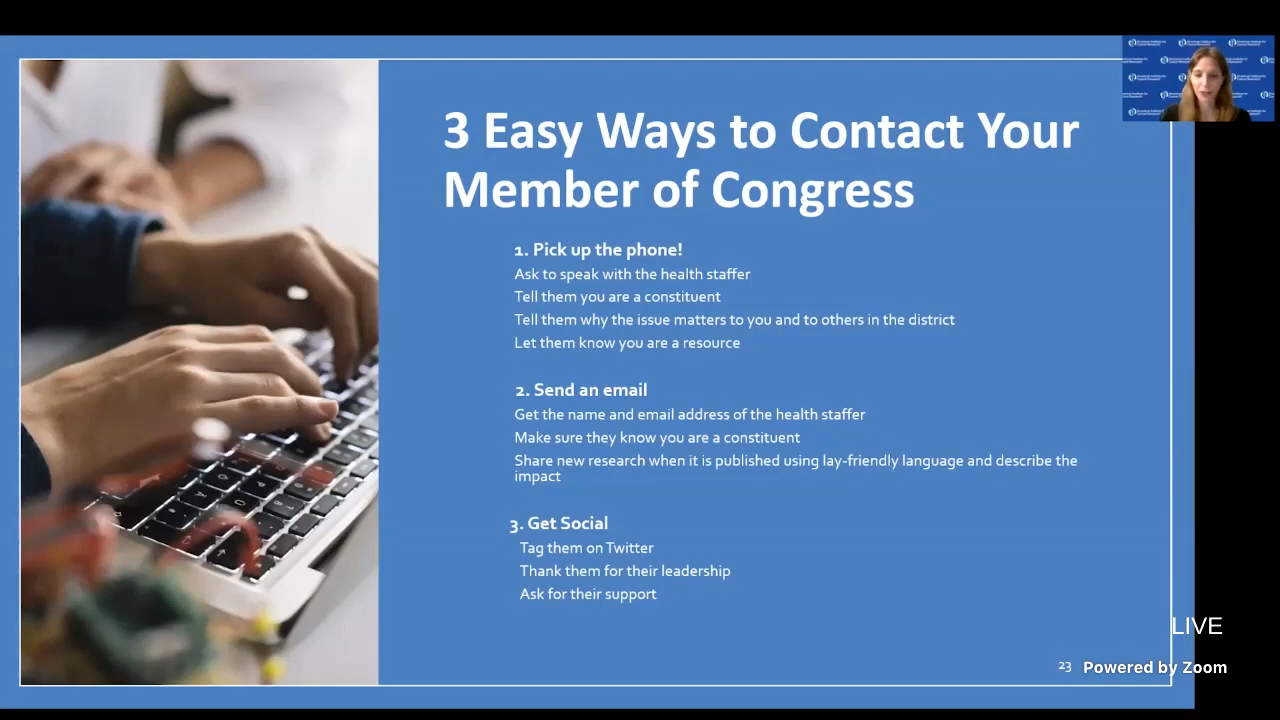 3 Easy Ways to Contact Your
Member of Congress
1. Pick up the phone!
Ask to speak with the health staffer
Tell them you are a constituent
Tell them why the issue matters to you and to others in the district
Let them know you are a resource
2. Send an email
Get the name and email address of the health staffer
Make sure they know you are a constituent
Share new research when it is published using lay-friendly language and describe the
impact
3. Get Social
Tag them on Twitter
Thank them for their leadership
Ask for their support
LIVE
23
Powered by Zoom